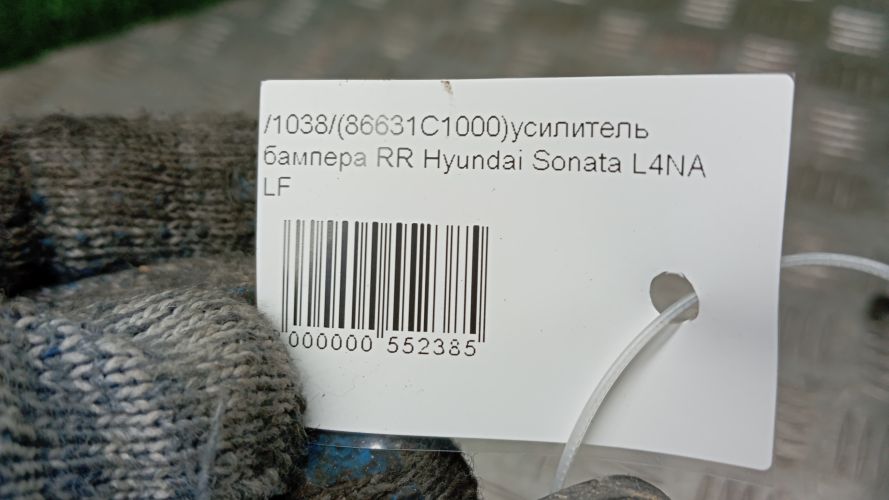 /1038/(86631C1000)усилитель
бампера RR Hyundai Sonata L4NA
LF
000000 552385